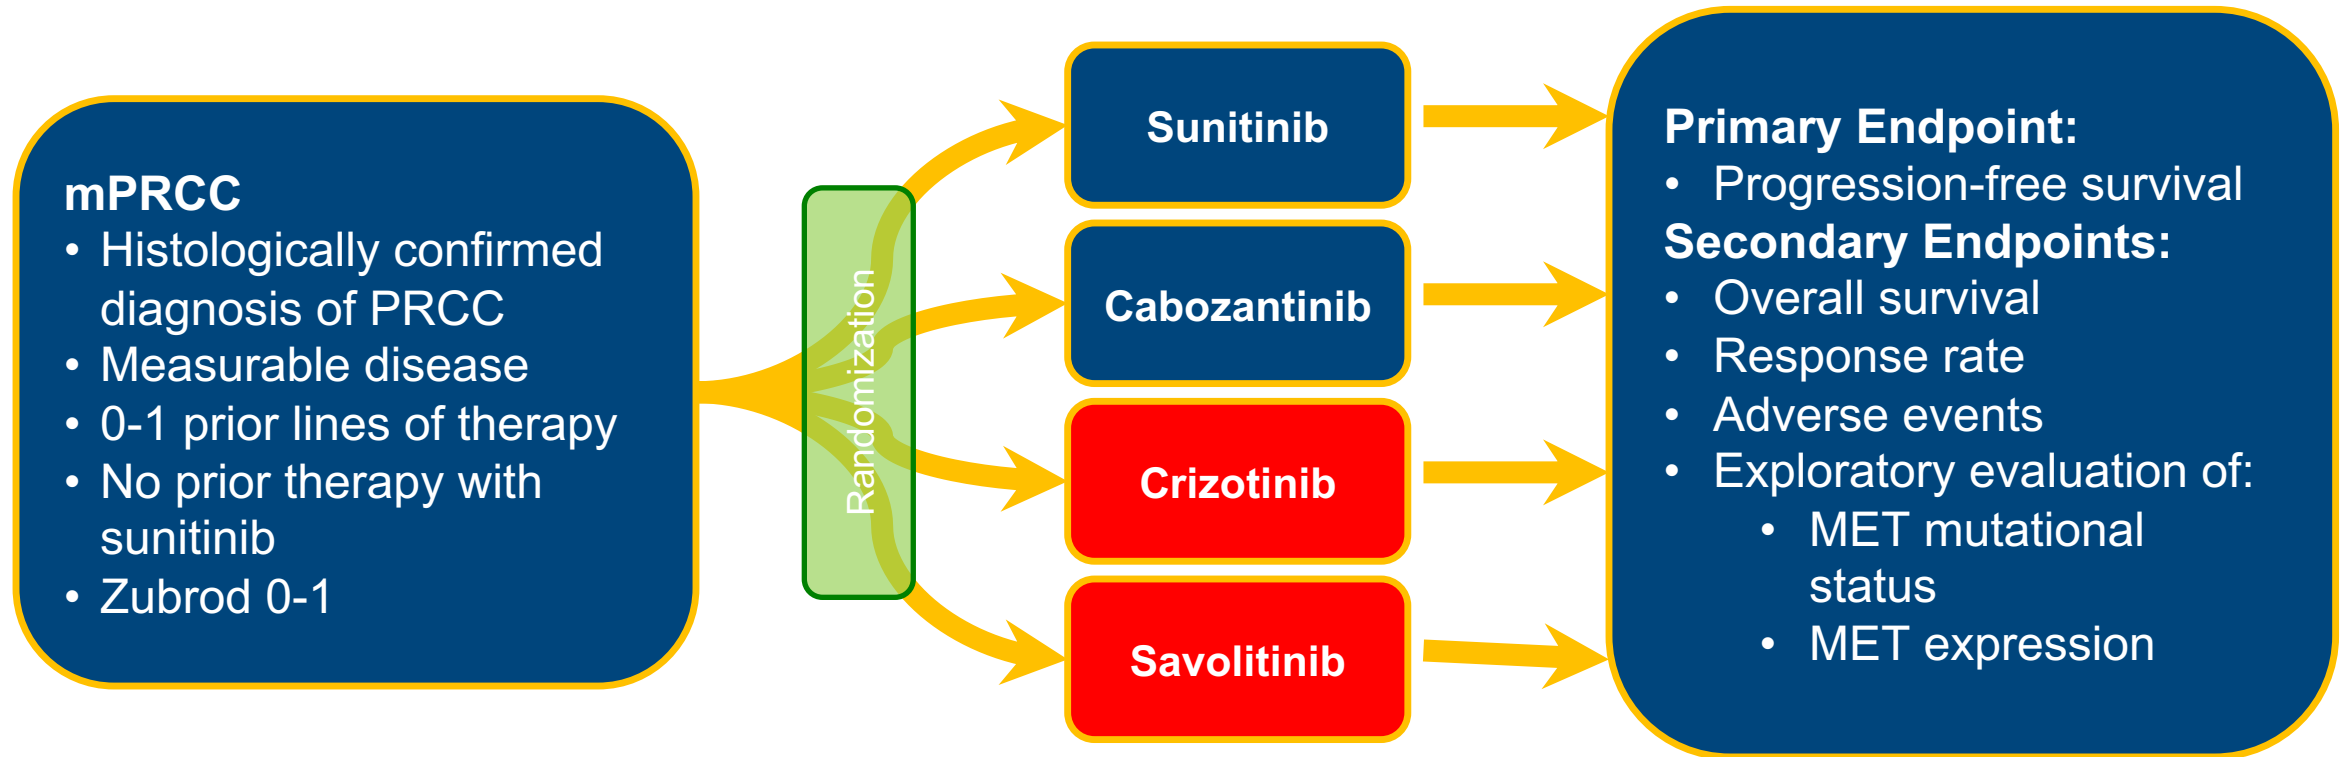 mPRCC
• Histologically confirmed
diagnosis of PRCC
• Measurable disease
• 0-1 prior lines of therapy
• No prior therapy with
sunitinib
• Zubrod 0-1
Randomization
Sunitinib
Cabozantinib
Crizotinib
Savolitinib
Primary Endpoint:
• Progression-free survival
Secondary Endpoints:
• Overall survival
• Response rate
• Adverse events
• Exploratory evaluation of:
• MET mutational
status
• MET expression